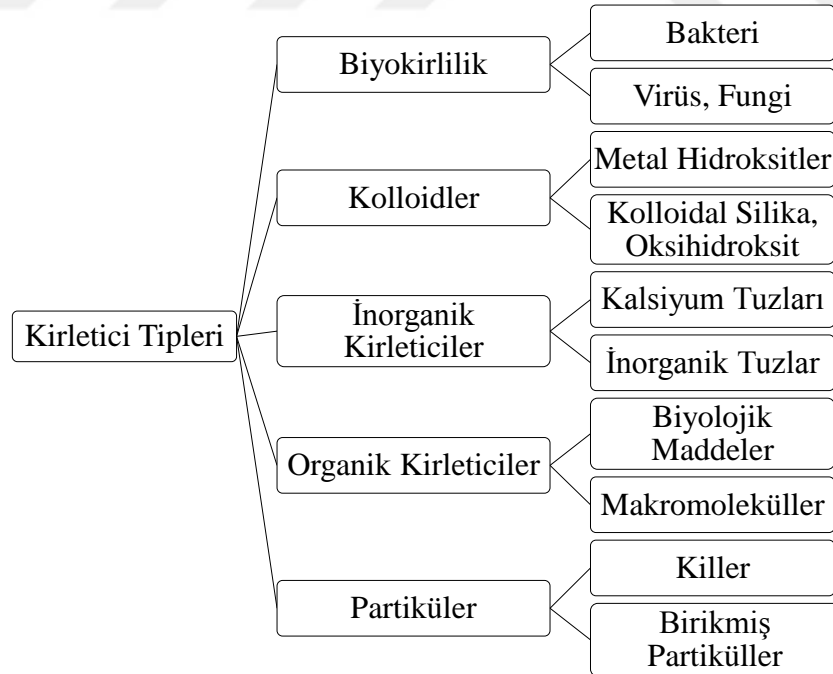 Kirletici Tipleri
Biyokirlilik
Bakteri
Virüs, Fungi
Kolloidler
Metal Hidroksitler
Kolloidal Silika,
Oksihidroksit
İnorganik
Kirleticiler
Kalsiyum Tuzları
İnorganik Tuzlar
Organik Kirleticiler
Biyolojik
Maddeler
Makromoleküller
Partiküler
Killer
Birikmiş
Partiküller